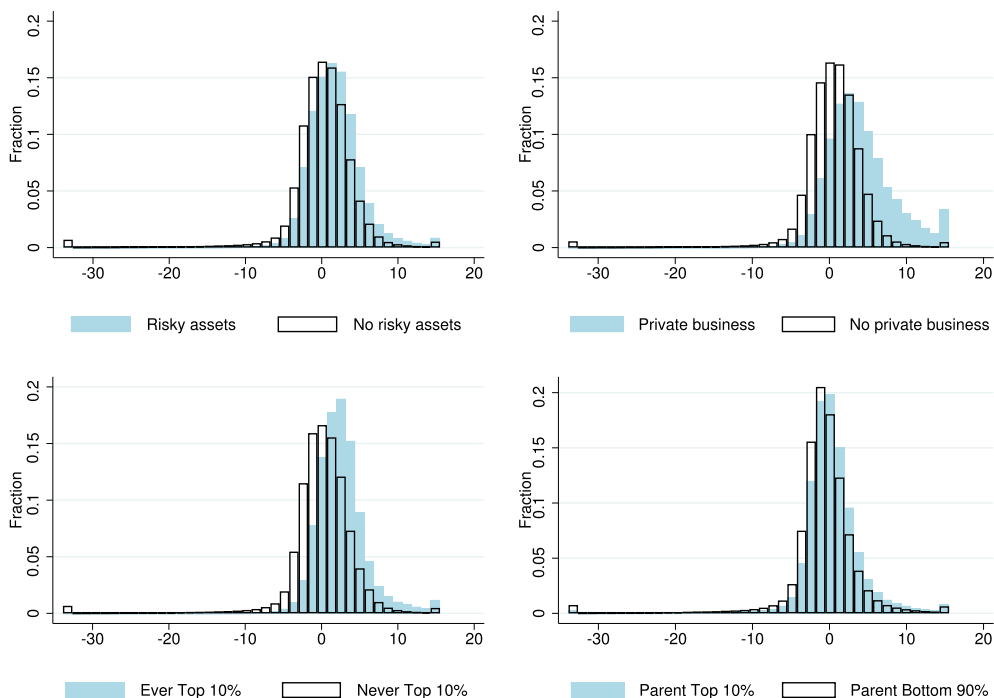 0.2
0.15
0.1
0.05
0
Fraction
-30 -20 -10 0 10 20
Risky assets No risky assets
0.2
0.15
0.1
0.05
0
Fraction
-30 -20 -10 0 10 20
Private business No private business
0.2
0.15
0.1
0.05
0
Fraction
-30 -20 -10 0 10 20
Ever Top 10% Never Top 10%
0.2
0.15
0.1
0.05
0
Fraction
-30 -20 -10 0 10 20
Parent Top 10% Parent Bottom 90%